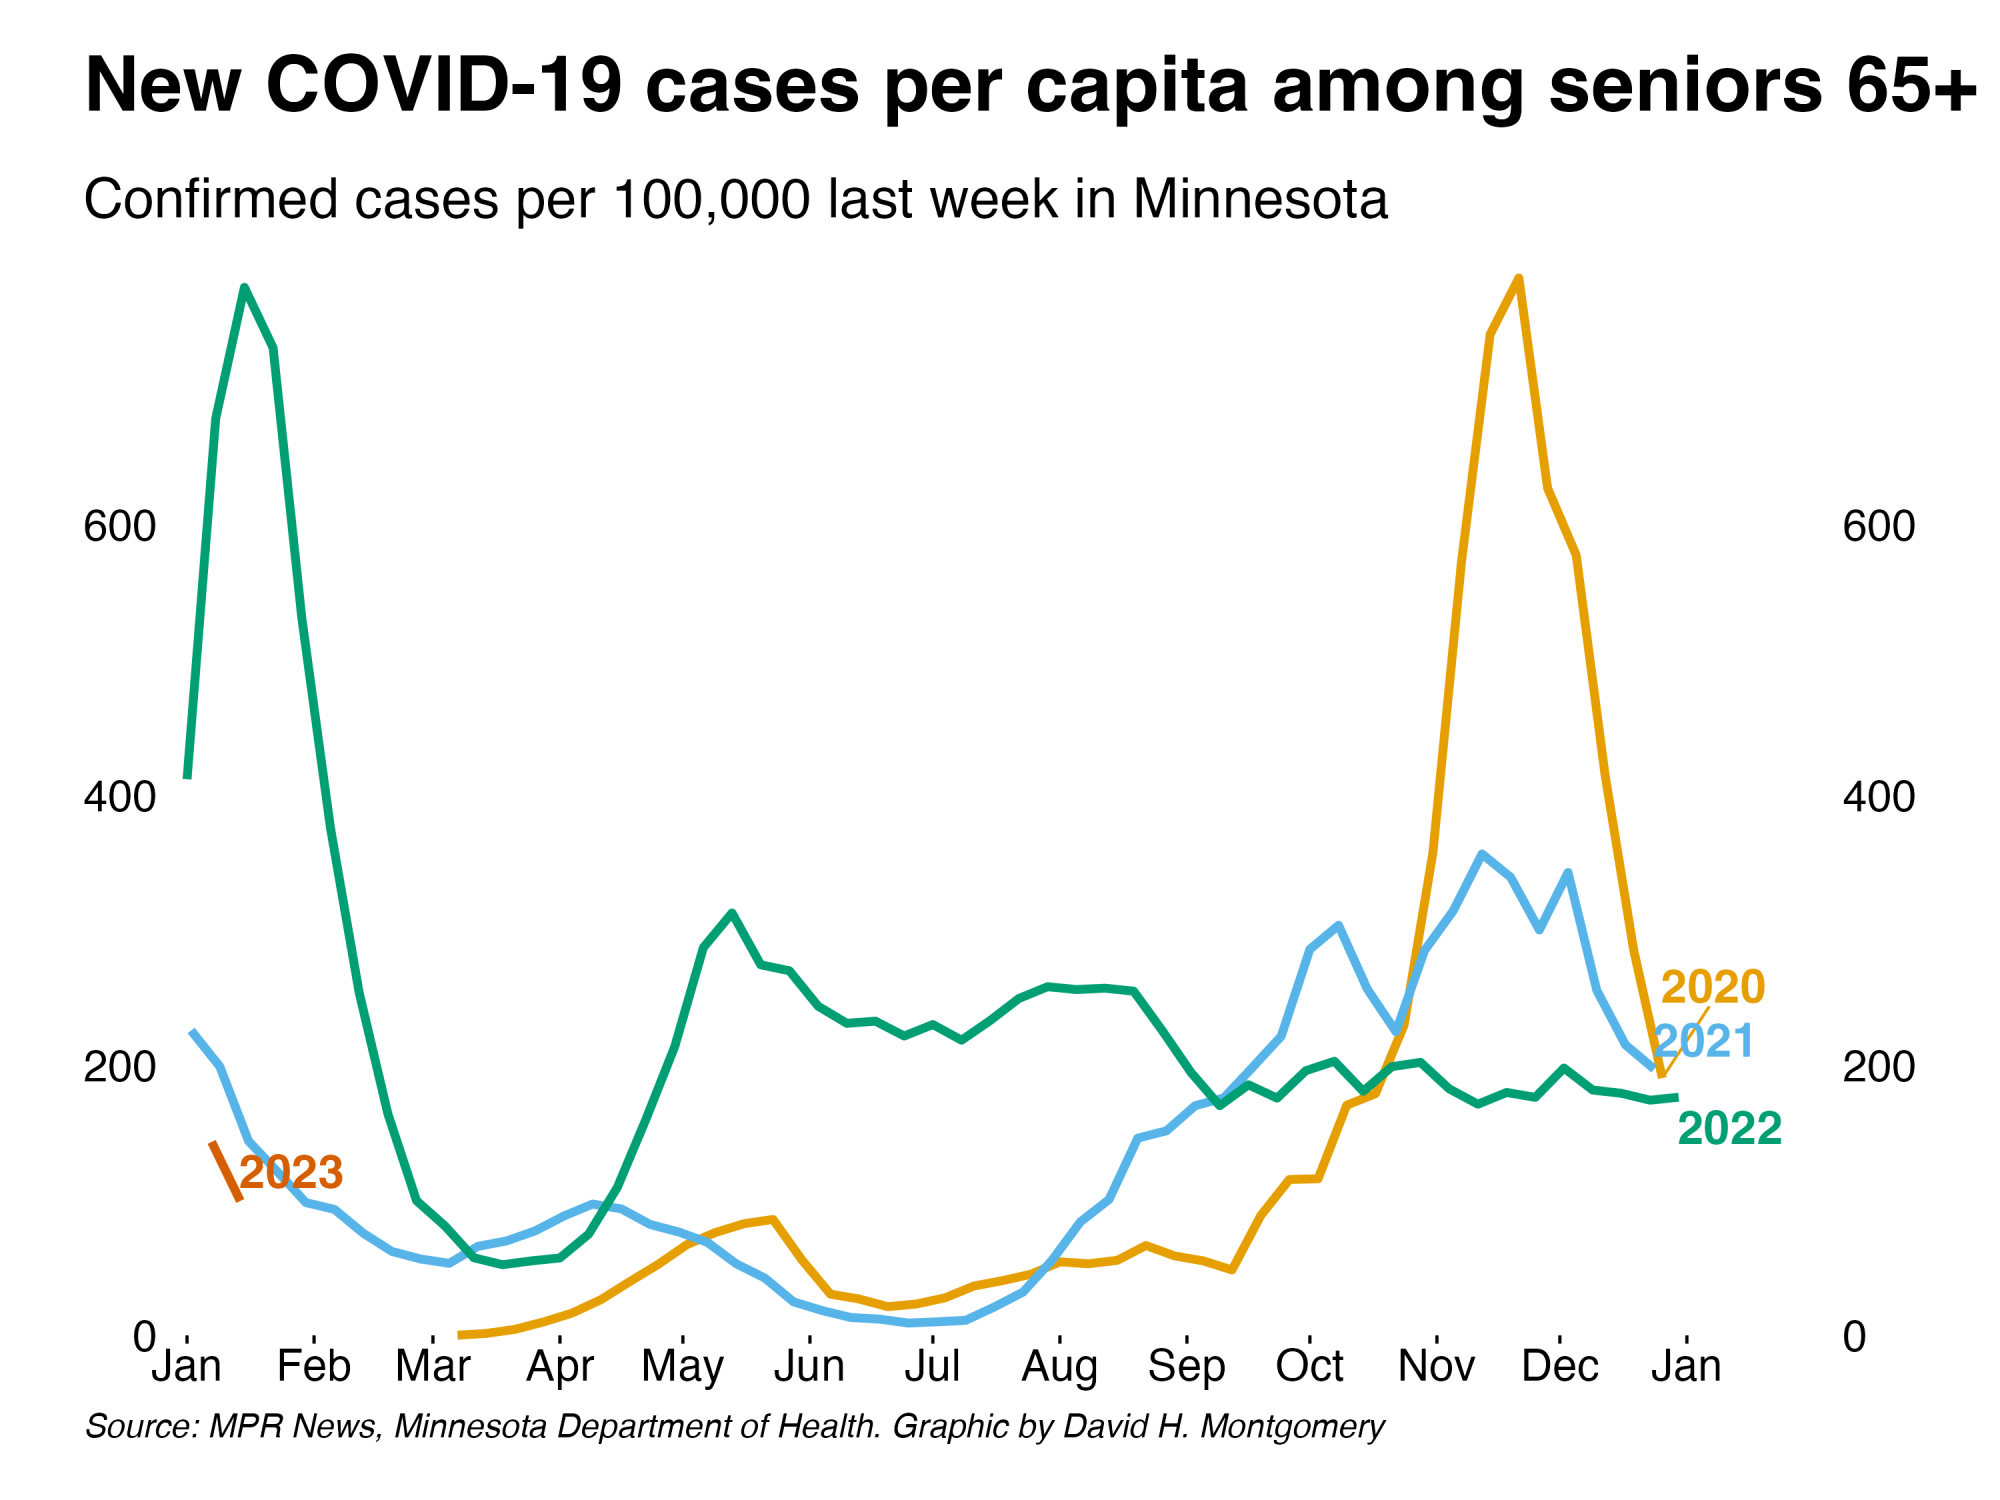 New COVID-19 cases per capita among seniors 65+
Confirmed cases per 100,000 last week in Minnesota
600 600
400 400
2020
2021
200 200
2022
2023
0 0
Jan Feb Mar Apr May Jun Jul Aug Sep Oct Nov Dec Jan
Source: MPR News, Minnesota Department of Health. Graphic by David H. Montgomery